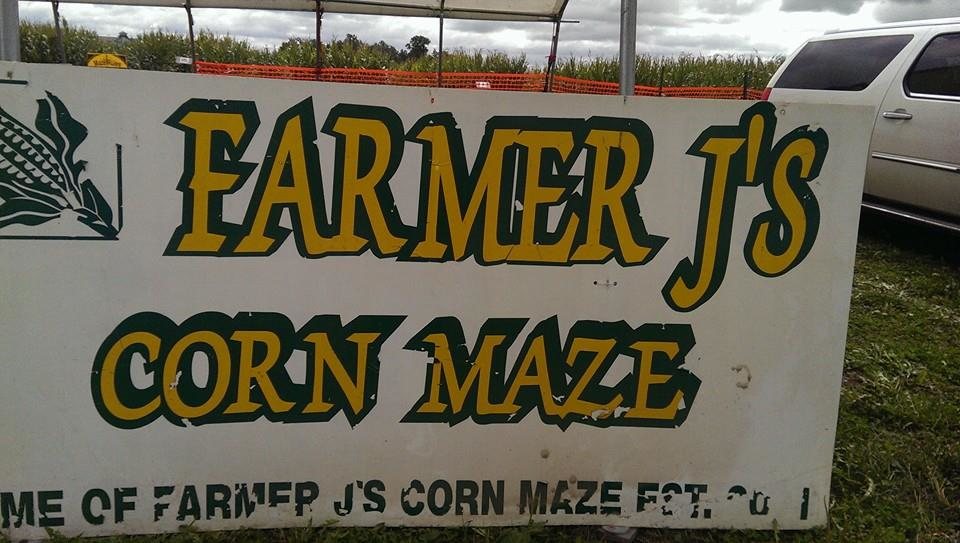 FARMER J'S
CORN MAZE
ME OF FARMER J'S CORN MAZE EST.